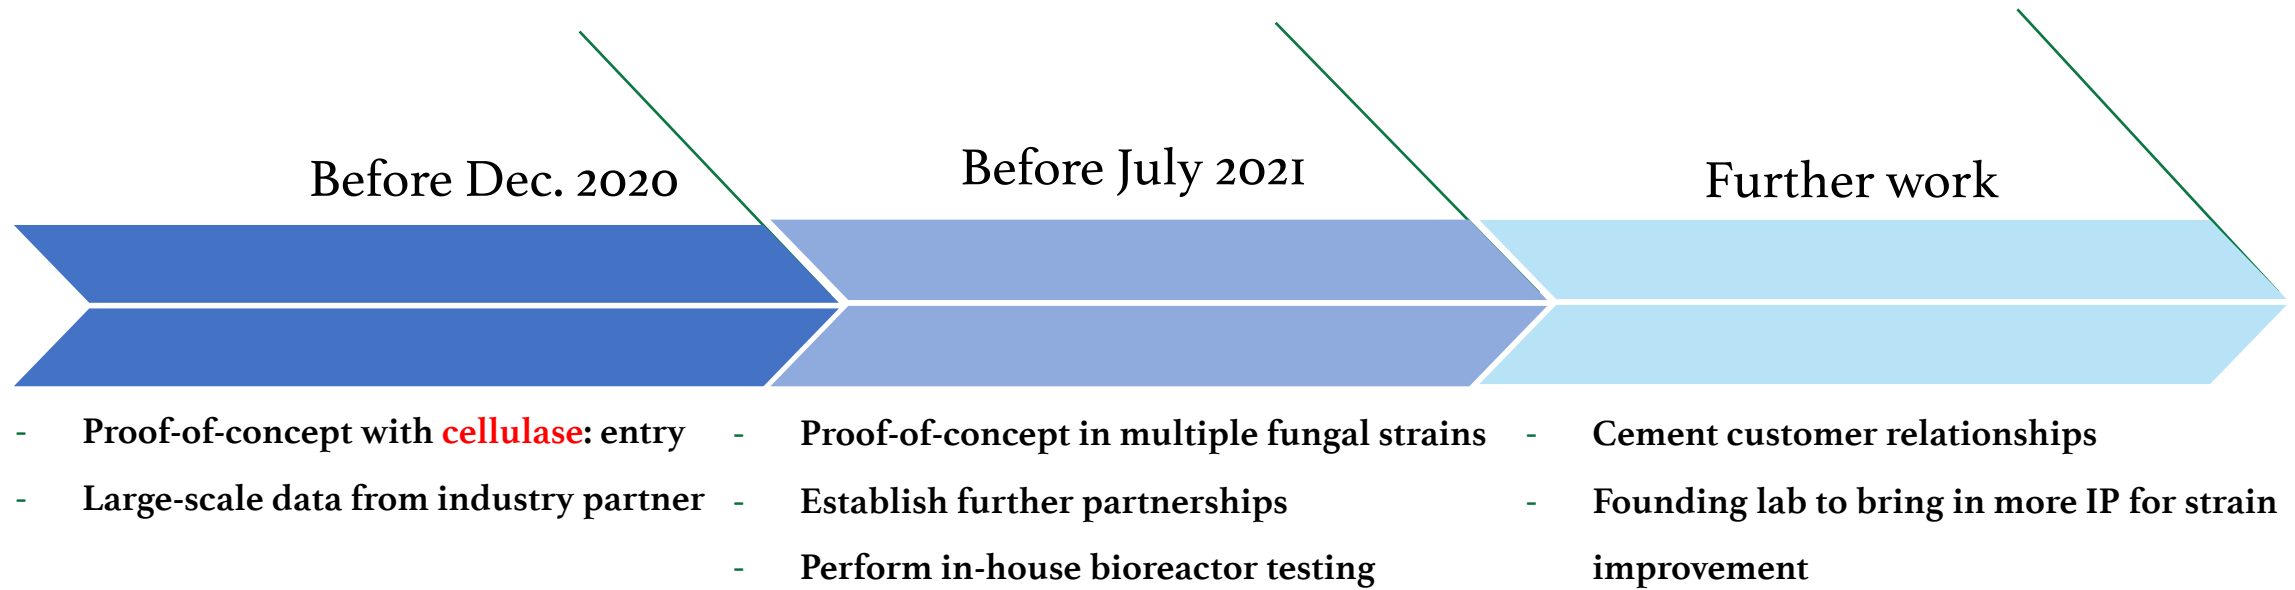 Before Dec. 2020
Before July 2021
Further work
- Proof-of-concept with cellulase: entry
- Large-scale data from industry partner
- Proof-of-concept in multiple fungal strains
- Establish further partnerships
- Perform in-house bioreactor testing
- Cement customer relationships
- Founding lab to bring in more IP for strain
improvement